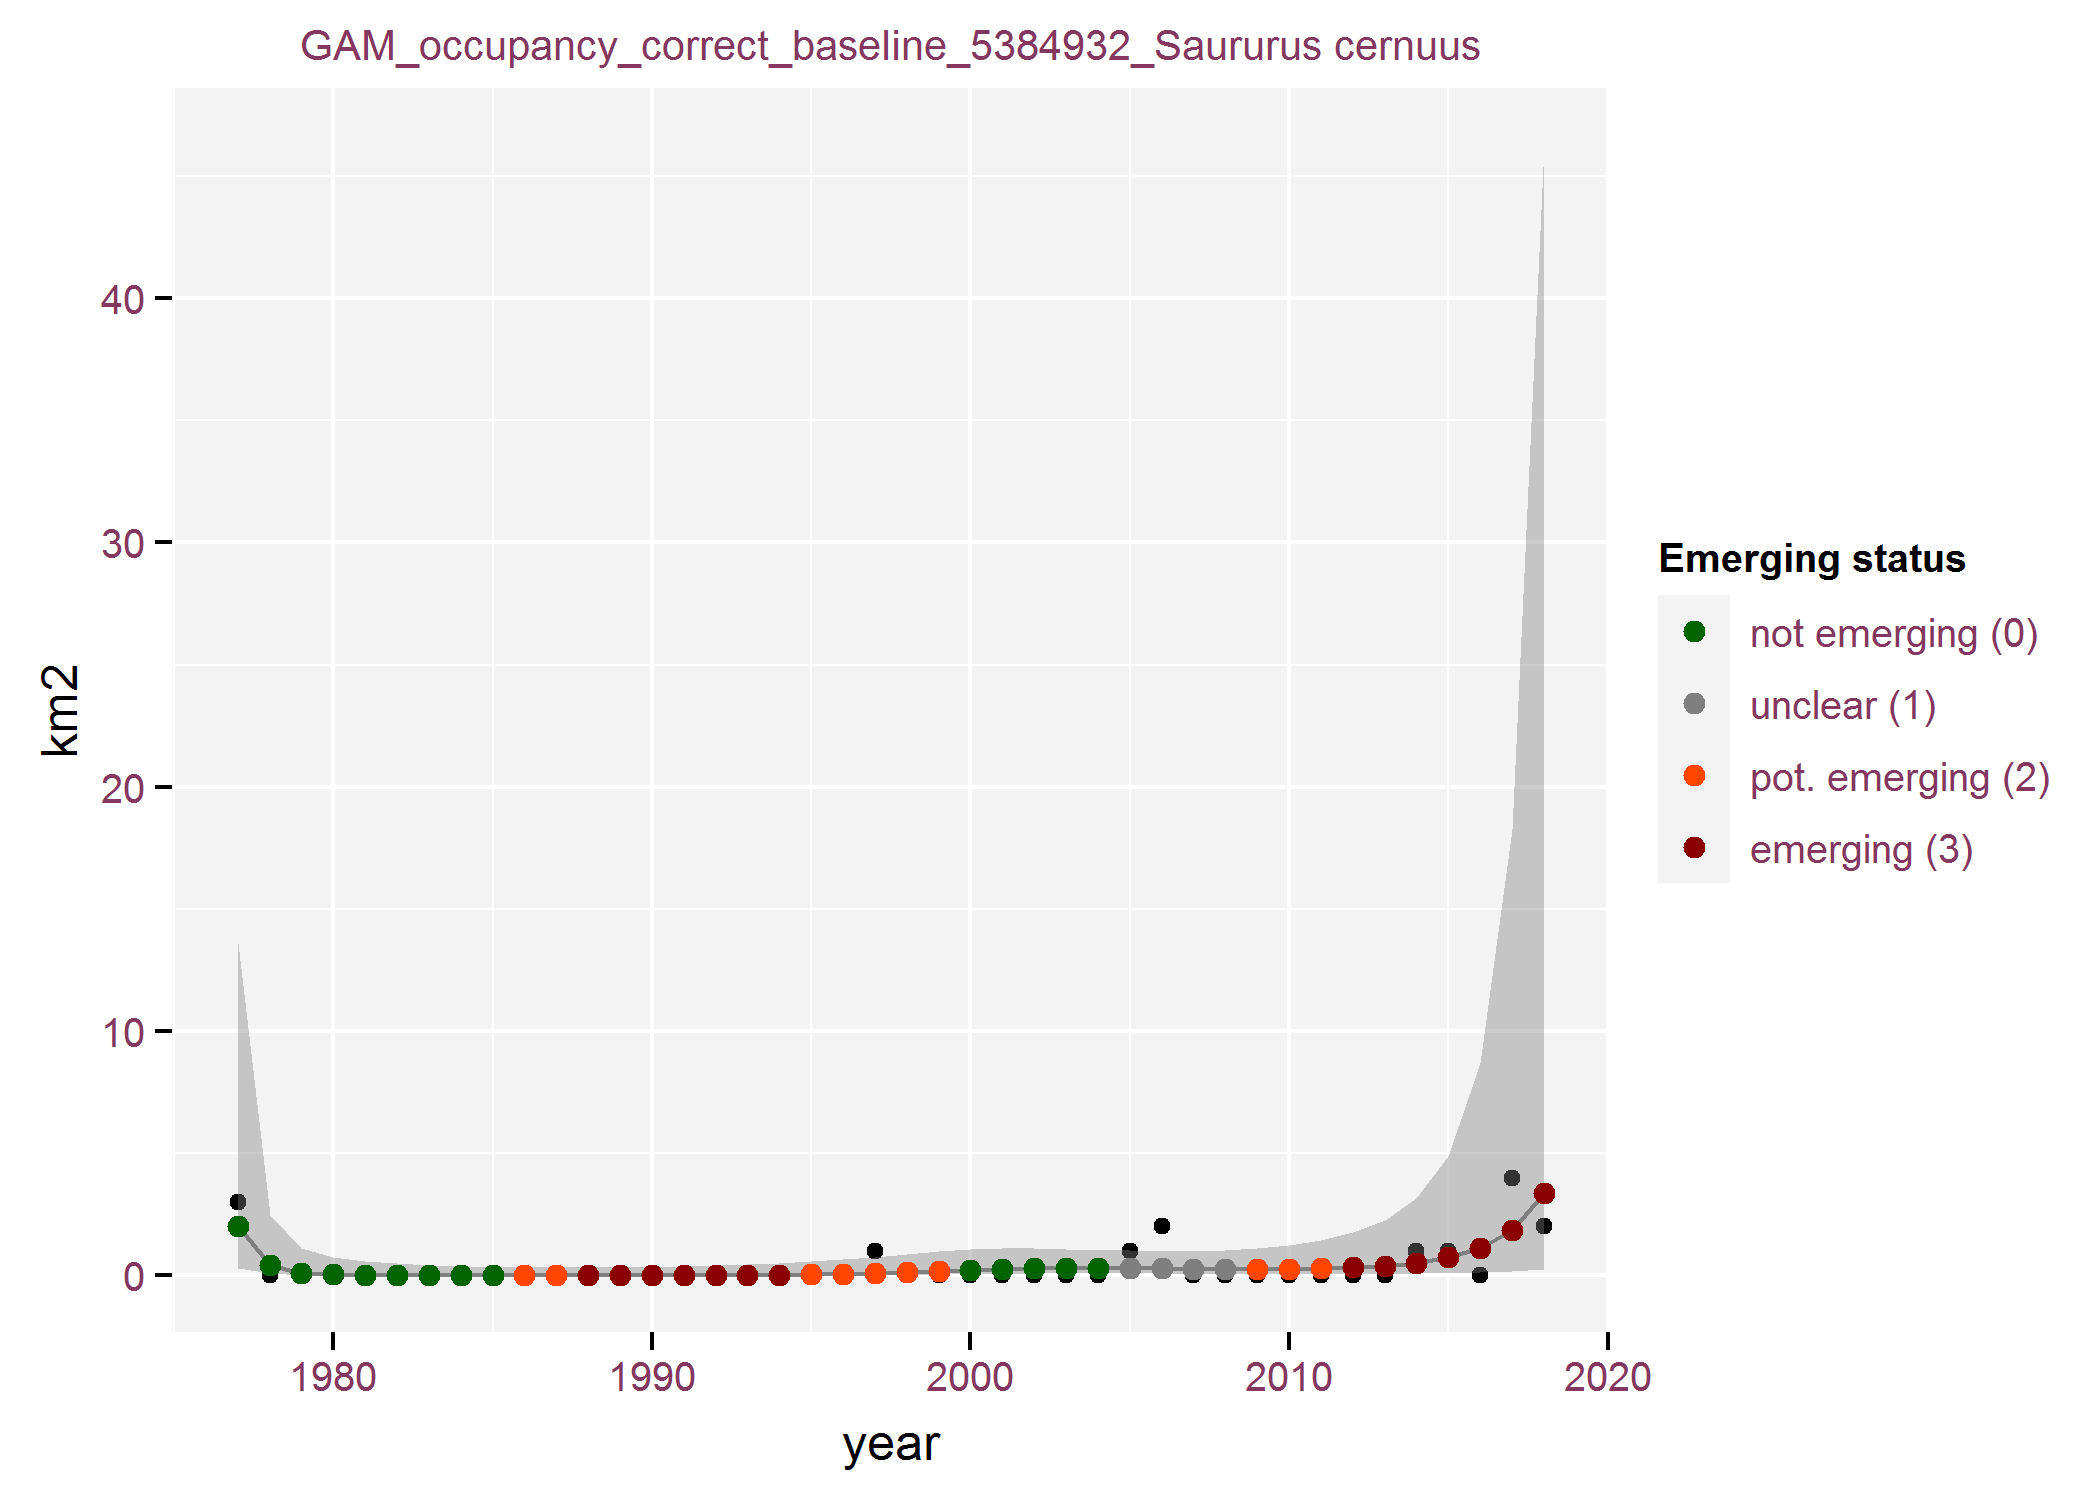 GAM_occupancy_correct_baseline_5384932_Saururus cernuus
km2
40
30
20
10
0
1980
1990
2000
2010
2020
year
Emerging status
not emerging (0)
unclear (1)
pot. emerging (2)
emerging (3)